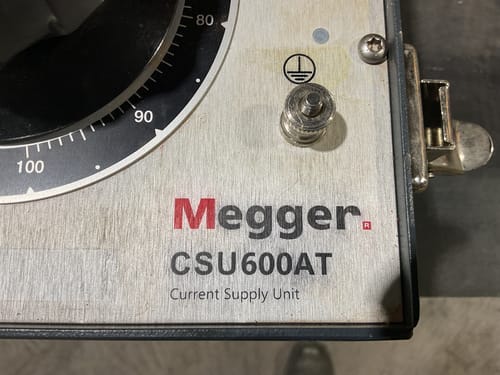 80
90
100
Megger.
CSU600AT
Current Supply Unit